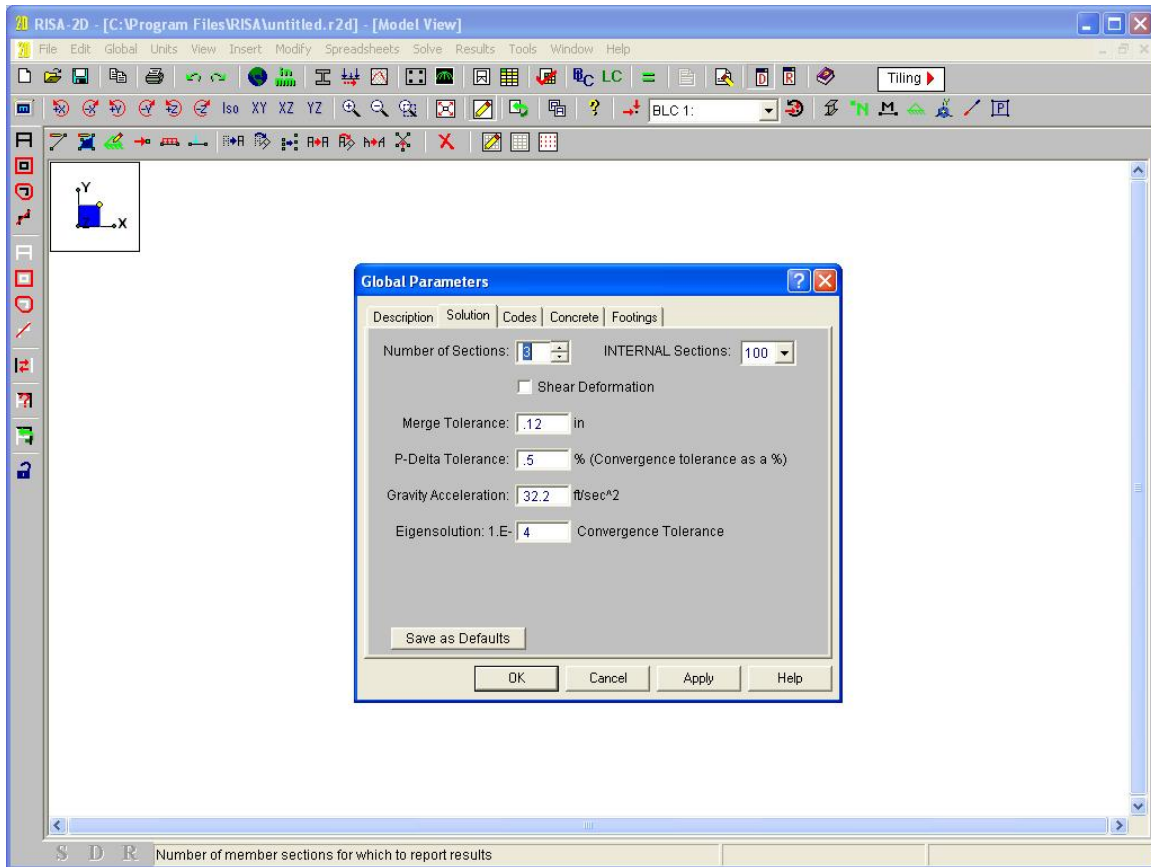 RISA-2D - [C:\Program Files\RISA\untitled.r2d] - [Model View]
File Edit Global Units View Insert Modify Spreadsheets Solve Results Tools Window Help
LC D R Tiling
Iso XY XZ YZ BLC 1: N M P
Y
Z X
Global Parameters
Description Solution Codes Concrete Footings
Number of Sections: 3 INTERNAL Sections: 100
Shear Deformation
Merge Tolerance: .12 in
P-Delta Tolerance: .5 % (Convergence tolerance as a %)
Gravity Acceleration: 32.2 ft/sec^2
Eigensolution: 1.E- 4 Convergence Tolerance
Save as Defaults
OK Cancel Apply Help
S D R Number of member sections for which to report results